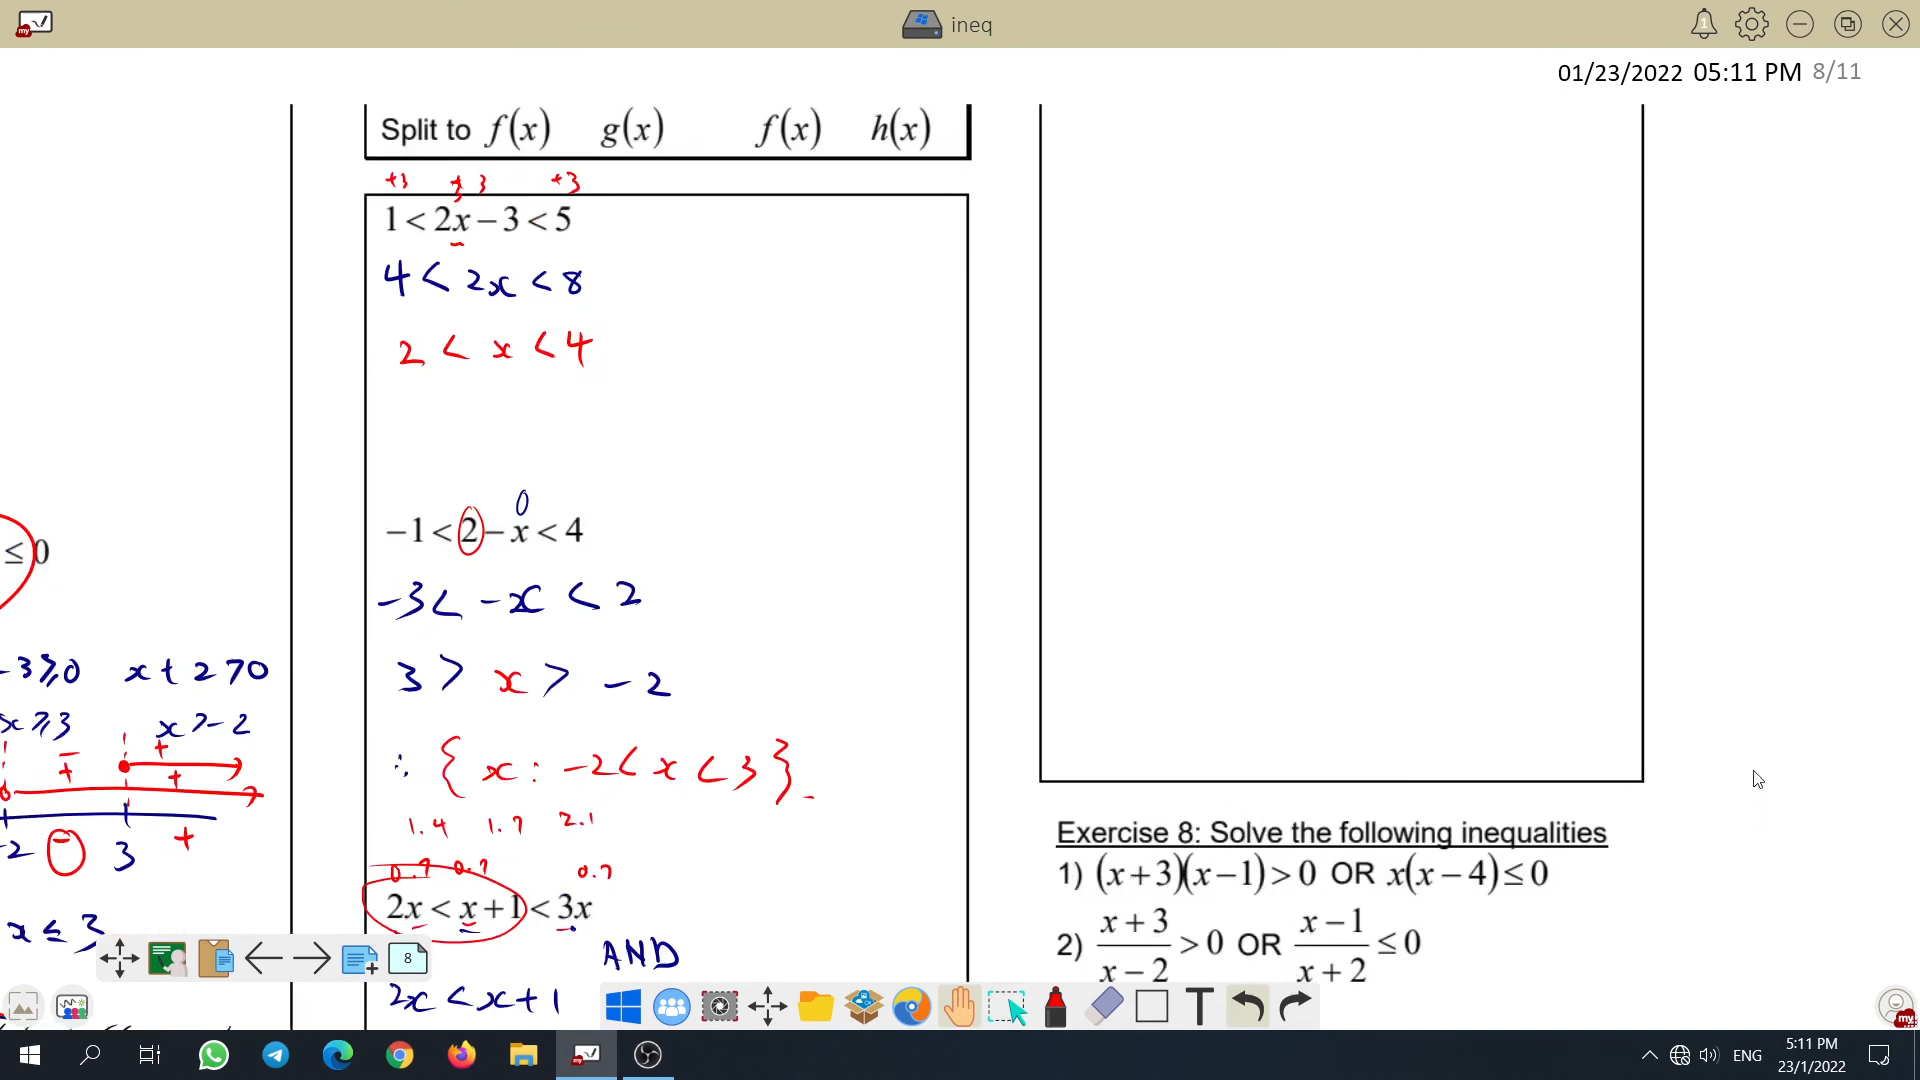 ineq
01/23/2022 05:11 PM 8/11
Split to f(x) g(x) f(x) h(x)
+3 +3 +3
1 < 2x − 3 < 5
4 < 2x < 8
2 < x < 4
0
−1 < 2 − x < 4
−3 < −x < 2
3 > x > −2
∴ { x : −2 < x < 3 }
1.4 1.7 2.1
0.7 0.7 0.7
2x < x + 1 < 3x
AND
2x < x + 1
≤ 0
−3 ≥ 0 x + 2 > 0
x ≥ 3 x > −2
− +
+ +
−2 − 3 +
x ≤ 3
Exercise 8: Solve the following inequalities
1) (x + 3)(x − 1) > 0 OR x(x − 4) ≤ 0
2) x + 3 / x − 2 > 0 OR x − 1 / x + 2 ≤ 0
8
T
my
ENG
5:11 PM
23/1/2022